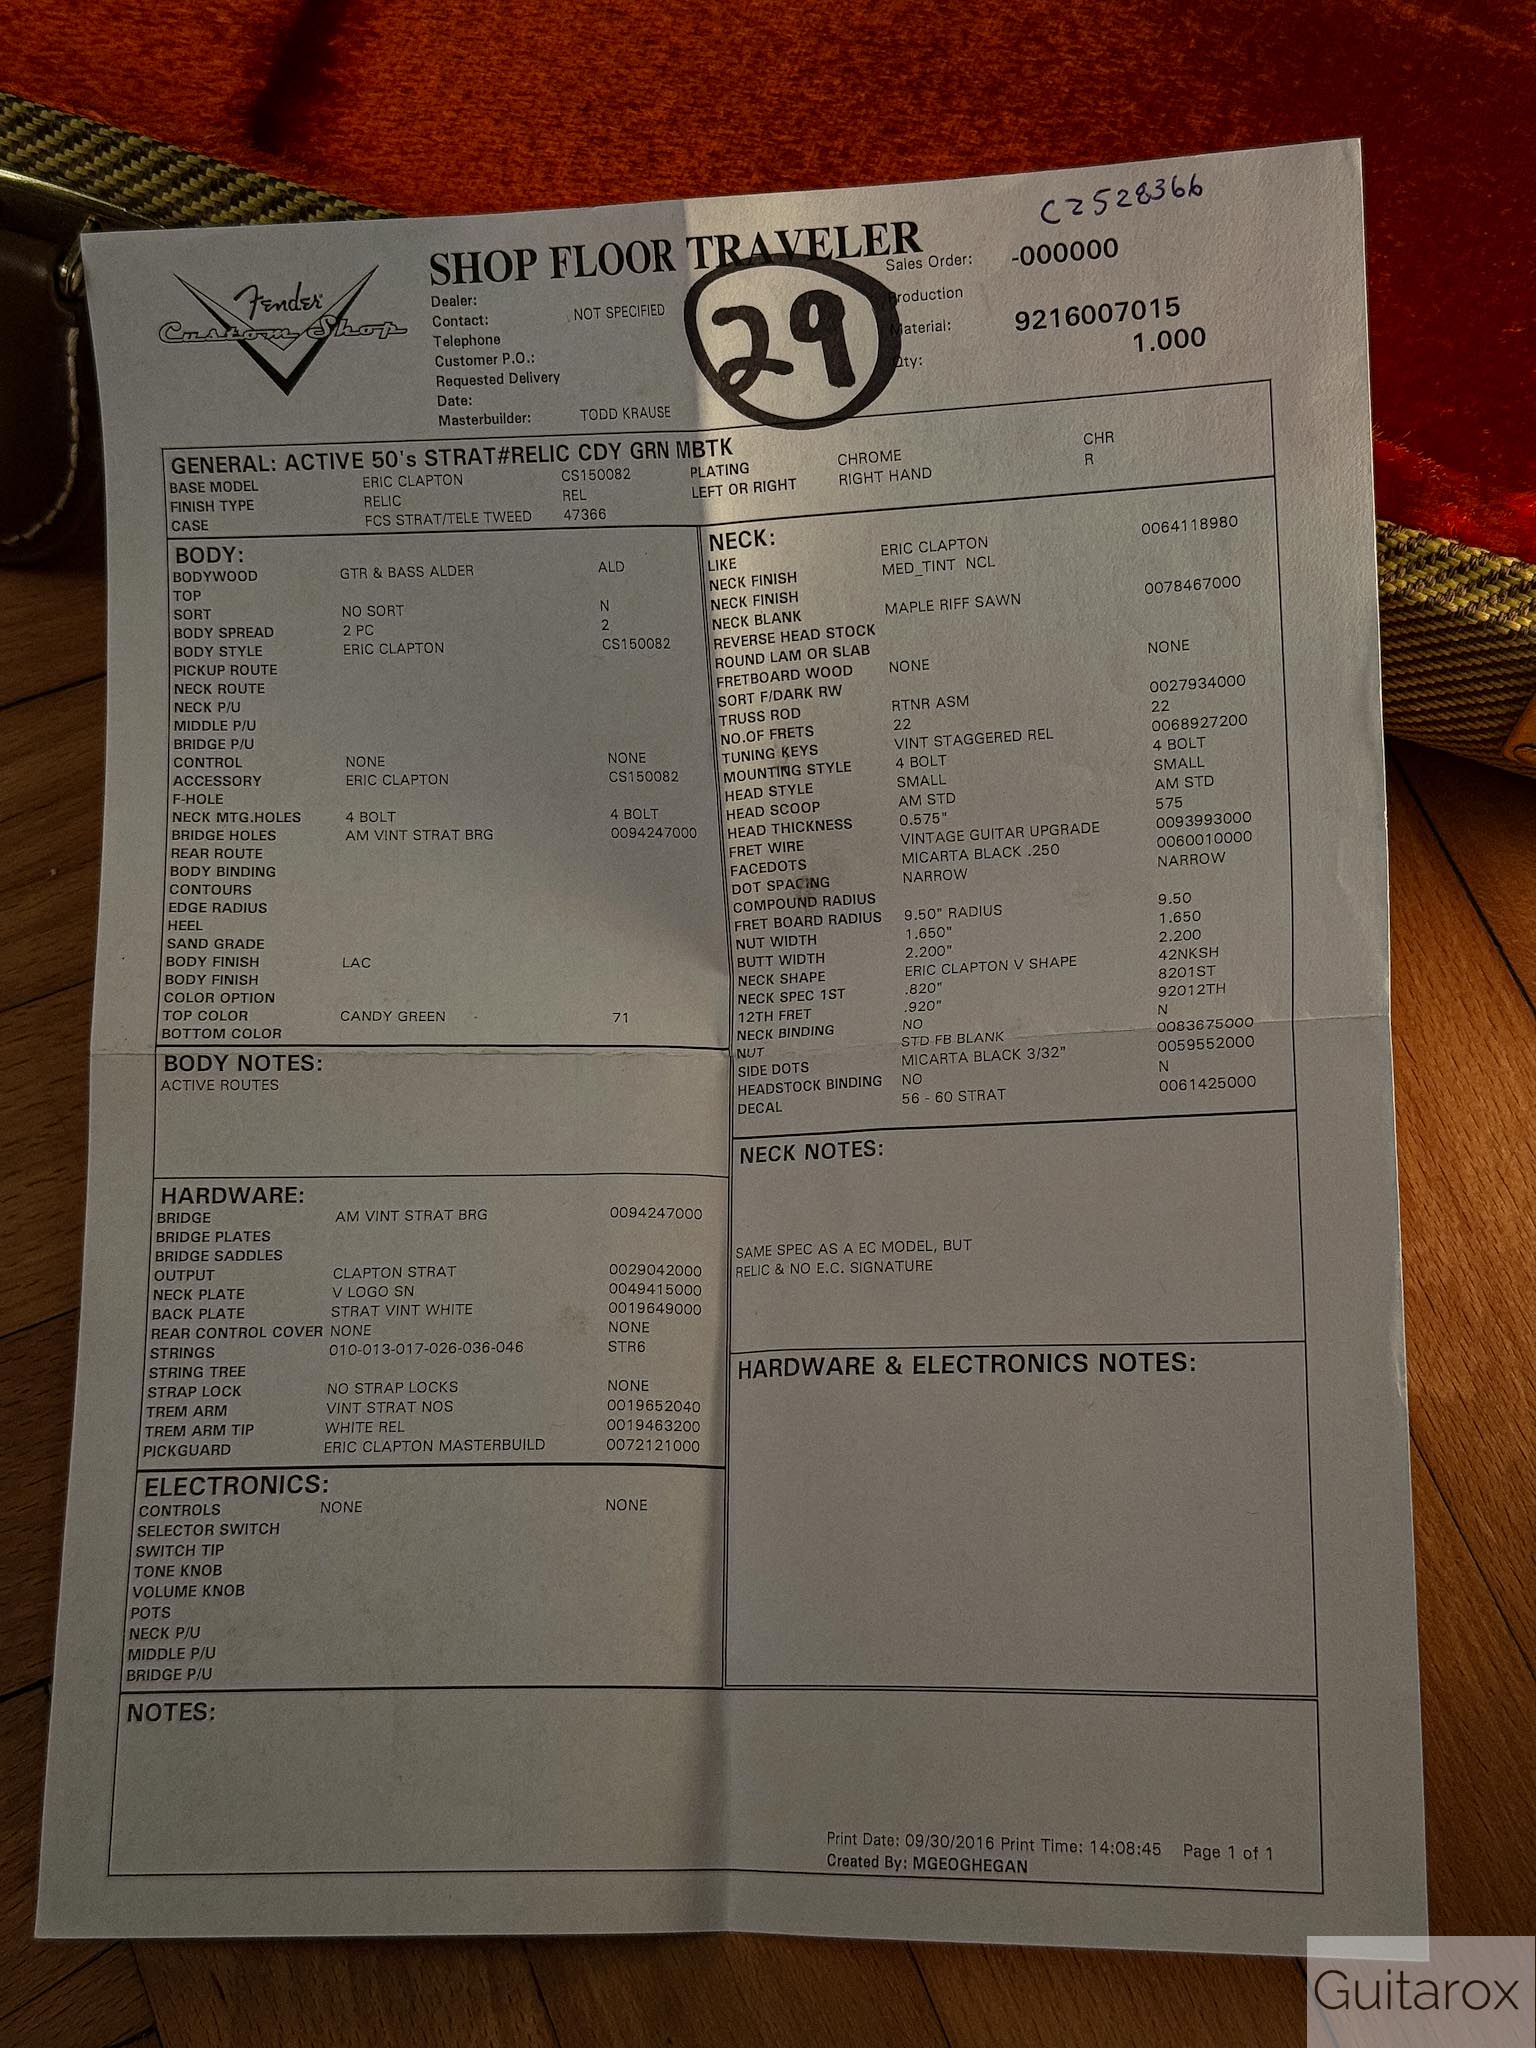 CZ528366
SHOP FLOOR TRAVELER
Fender
Custom Shop
29
Dealer:
Contact: NOT SPECIFIED
Telephone
Customer P.O.:
Requested Delivery
Date:
Masterbuilder: TODD KRAUSE
Sales Order: -000000
Production
Material: 9216007015
Qty: 1.000
GENERAL: ACTIVE 50's STRAT#RELIC CDY GRN MBTK
BASE MODEL ERIC CLAPTON CS150082 PLATING CHROME CHR
FINISH TYPE RELIC REL LEFT OR RIGHT RIGHT HAND R
CASE FCS STRAT/TELE TWEED 47366
BODY:
BODYWOOD GTR & BASS ALDER ALD
TOP
SORT NO SORT N
BODY SPREAD 2 PC 2
BODY STYLE ERIC CLAPTON CS150082
PICKUP ROUTE
NECK ROUTE
NECK P/U
MIDDLE P/U
BRIDGE P/U
CONTROL NONE NONE
ACCESSORY ERIC CLAPTON CS150082
F-HOLE
NECK MTG.HOLES 4 BOLT 4 BOLT
BRIDGE HOLES AM VINT STRAT BRG 0094247000
REAR ROUTE
BODY BINDING
CONTOURS
EDGE RADIUS
HEEL
SAND GRADE
BODY FINISH LAC
BODY FINISH
COLOR OPTION
TOP COLOR CANDY GREEN 71
BOTTOM COLOR
BODY NOTES:
ACTIVE ROUTES
HARDWARE:
BRIDGE AM VINT STRAT BRG 0094247000
BRIDGE PLATES
BRIDGE SADDLES
OUTPUT CLAPTON STRAT 0029042000
NECK PLATE V LOGO SN 0049415000
BACK PLATE STRAT VINT WHITE 0019649000
REAR CONTROL COVER NONE NONE
STRINGS 010-013-017-026-036-046 STR6
STRING TREE
STRAP LOCK NO STRAP LOCKS NONE
TREM ARM VINT STRAT NOS 0019652040
TREM ARM TIP WHITE REL 0019463200
PICKGUARD ERIC CLAPTON MASTERBUILD 0072121000
ELECTRONICS:
CONTROLS NONE NONE
SELECTOR SWITCH
SWITCH TIP
TONE KNOB
VOLUME KNOB
POTS
NECK P/U
MIDDLE P/U
BRIDGE P/U
NECK:
LIKE ERIC CLAPTON 0064118980
NECK FINISH MED_TINT NCL
NECK FINISH
NECK BLANK MAPLE RIFF SAWN 0078467000
REVERSE HEAD STOCK
ROUND LAM OR SLAB
FRETBOARD WOOD NONE NONE
SORT F/DARK RW
TRUSS ROD RTNR ASM 0027934000
NO.OF FRETS 22 22
TUNING KEYS VINT STAGGERED REL 0068927200
MOUNTING STYLE 4 BOLT 4 BOLT
HEAD STYLE SMALL SMALL
HEAD SCOOP AM STD AM STD
HEAD THICKNESS 0.575" 575
FRET WIRE VINTAGE GUITAR UPGRADE 0093993000
FACEDOTS MICARTA BLACK .250 0060010000
DOT SPACING NARROW NARROW
COMPOUND RADIUS
FRET BOARD RADIUS 9.50" RADIUS 9.50
NUT WIDTH 1.650" 1.650
BUTT WIDTH 2.200" 2.200
NECK SHAPE ERIC CLAPTON V SHAPE 42NKSH
NECK SPEC 1ST .820" 8201ST
12TH FRET .920" 92012TH
NECK BINDING NO N
NUT STD FB BLANK 0083675000
SIDE DOTS MICARTA BLACK 3/32" 0059552000
HEADSTOCK BINDING NO N
DECAL 56 - 60 STRAT 0061425000
NECK NOTES:
SAME SPEC AS A EC MODEL, BUT
RELIC & NO E.C. SIGNATURE
HARDWARE & ELECTRONICS NOTES:
NOTES:
Print Date: 09/30/2016 Print Time: 14:08:45 Page 1 of 1
Created By: MGEOGHEGAN
Guitarox